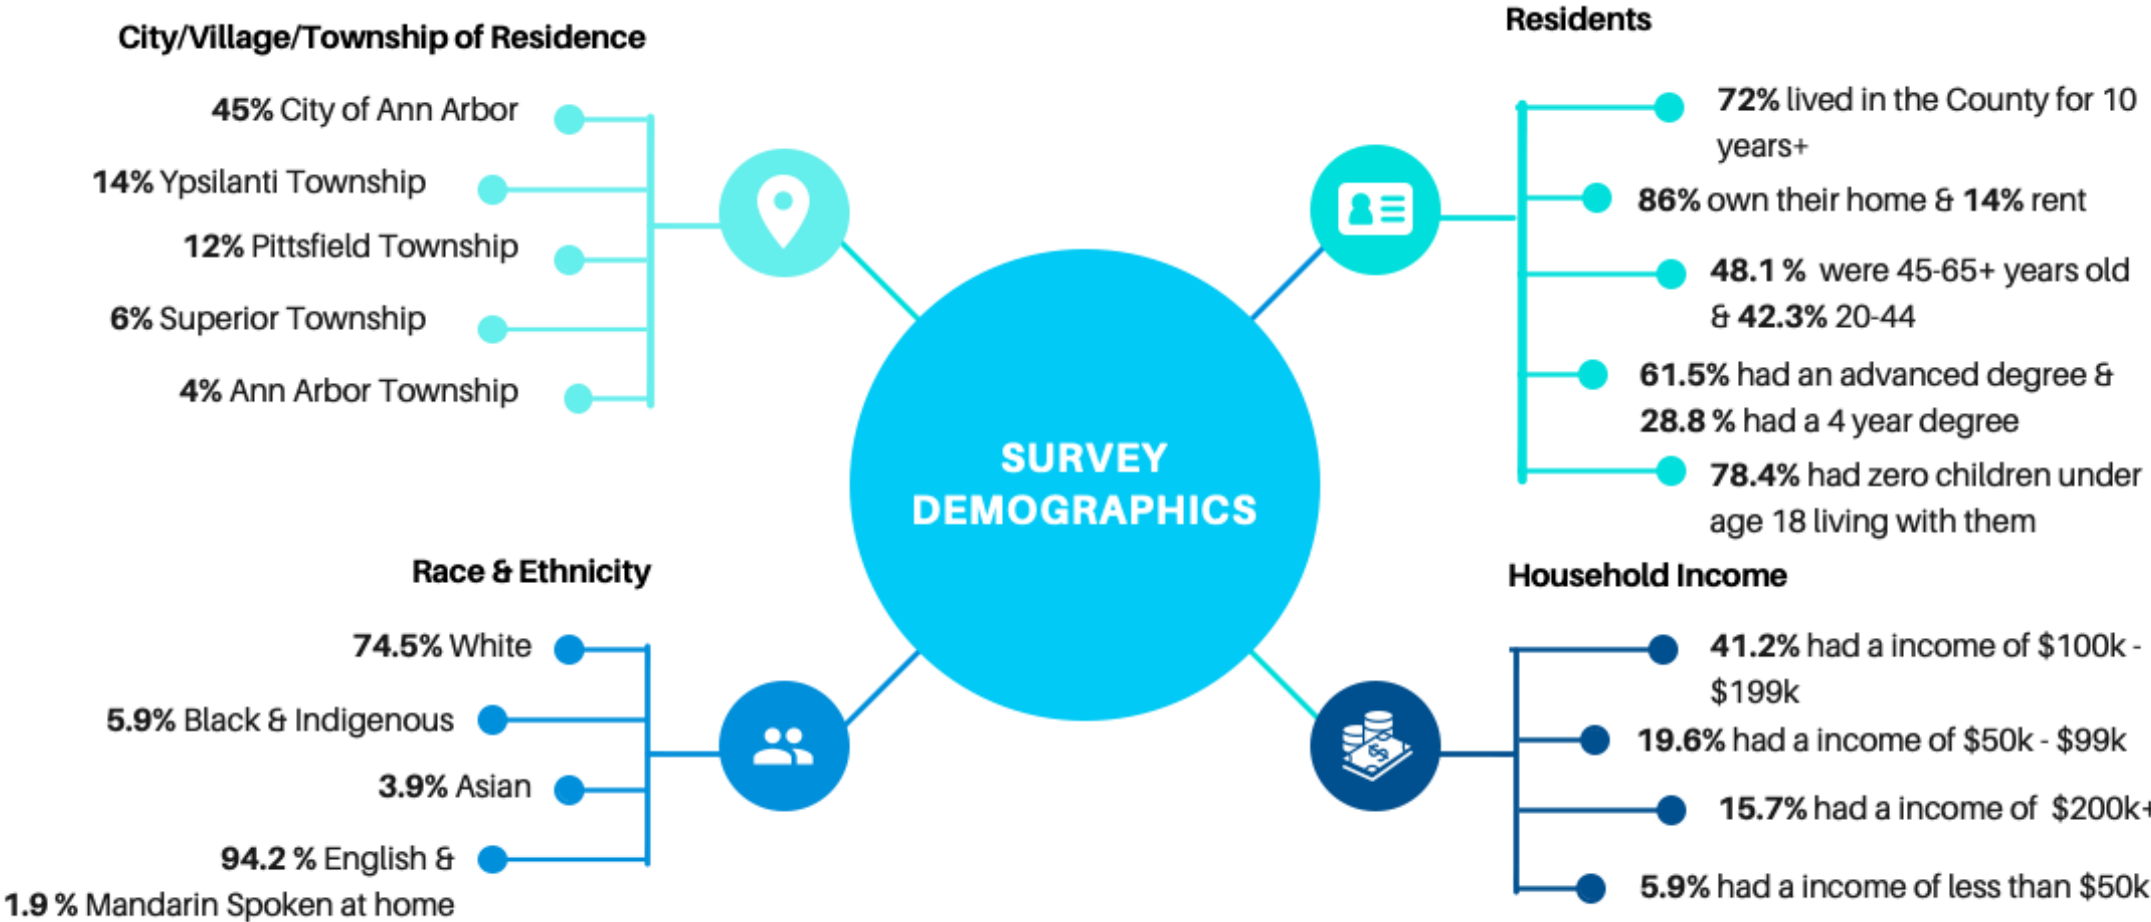 City/Village/Township of Residence
45% City of Ann Arbor
14% Ypsilanti Township
12% Pittsfield Township
6% Superior Township
4% Ann Arbor Township
Residents
72% lived in the County for 10
years+
86% own their home & 14% rent
48.1 % were 45-65+ years old
& 42.3% 20-44
61.5% had an advanced degree &
28.8 % had a 4 year degree
78.4% had zero children under
age 18 living with them
SURVEY
DEMOGRAPHICS
Race & Ethnicity
74.5% White
5.9% Black & Indigenous
3.9% Asian
94.2 % English &
1.9 % Mandarin Spoken at home
Household Income
41.2% had a income of $100k -
$199k
19.6% had a income of $50k - $99k
15.7% had a income of $200k+
5.9% had a income of less than $50k